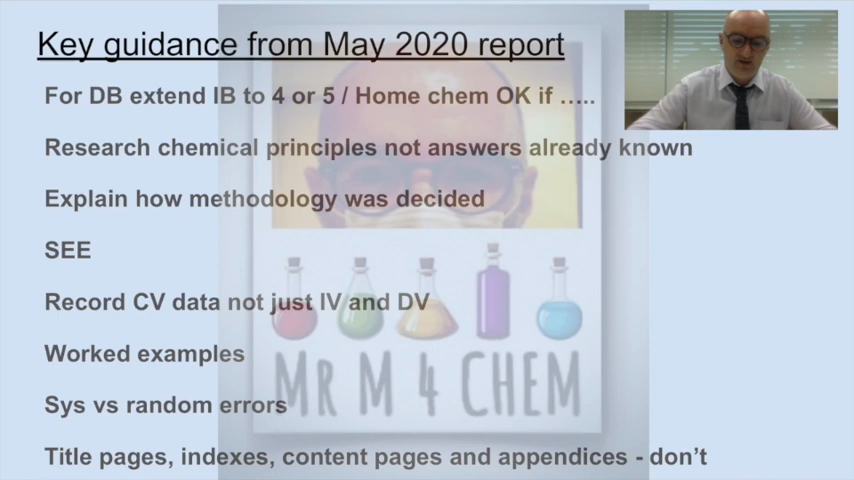 Key guidance from May 2020 report
For DB extend IB to 4 or 5 / Home chem OK if .....
Research chemical principles not answers already known
Explain how methodology was decided
SEE
Record CV data not just IV and DV
Worked examples
Sys vs random errors
Title pages, indexes, content pages and appendices - don't
MR M 4 CHEM